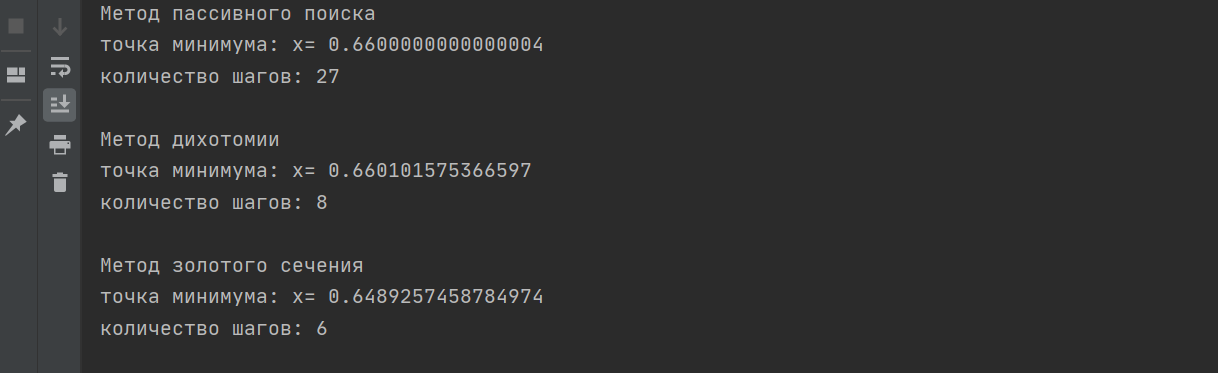 Метод пассивного поиска
точка минимума: x= 0.6600000000000004
количество шагов: 27
Метод дихотомии
точка минимума: x= 0.660101575366597
количество шагов: 8
Метод золотого сечения
точка минимума: x= 0.6489257458784974
количество шагов: 6